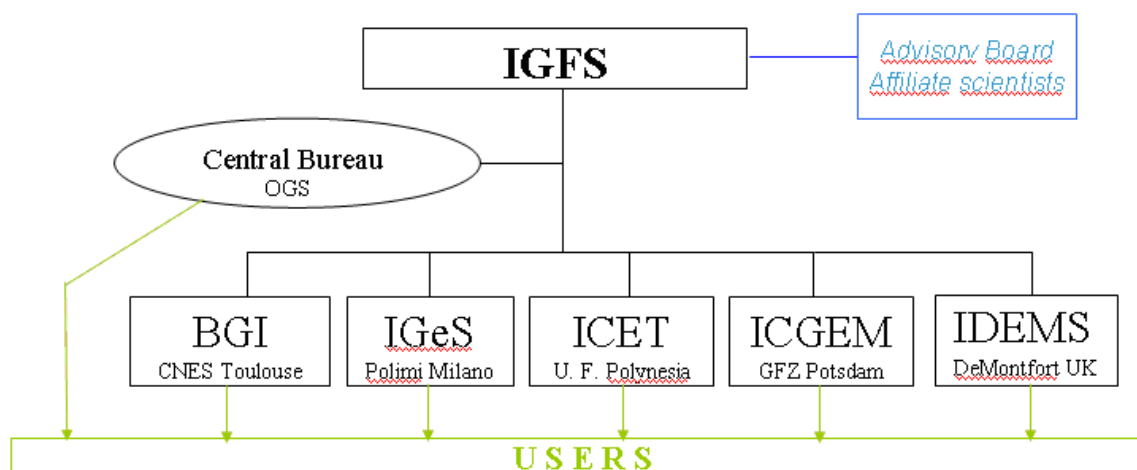 IGFS
Advisory Board
Affiliate scientists
Central Bureau
OGS
BGI
CNES Toulouse
IGeS
Polimi Milano
ICET
U. F. Polynesia
ICGEM
GFZ Potsdam
IDEMS
DeMontfort UK
USERS